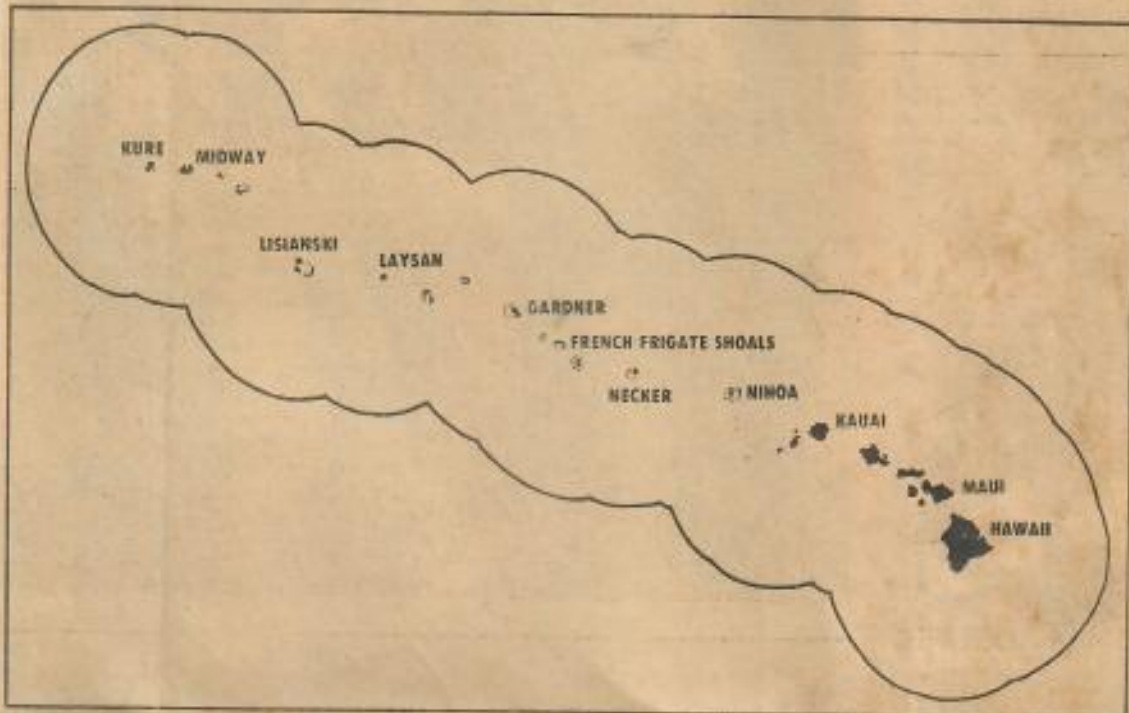 KURE
MIDWAY
LISIANSKI
LAYSAN
GARDNER
FRENCH FRIGATE SHOALS
NECKER
NIHOA
KAUAI
MAUI
HAWAII